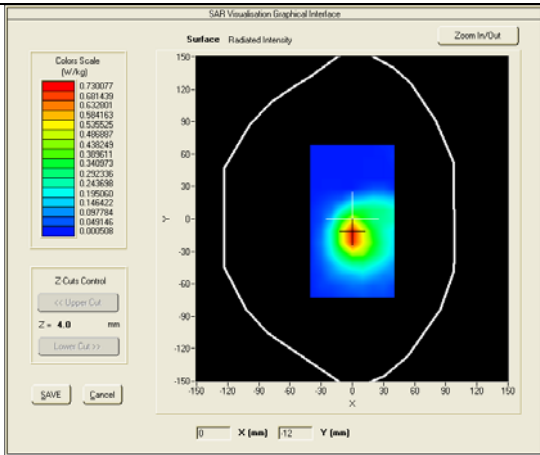 SAR Visualisation Graphical Interface
Surface Radiated Intensity
Zoom In/Out
Colors Scale
(W/kg)
0.730077
0.681439
0.632801
0.584163
0.535525
0.486887
0.438249
0.389611
0.340973
0.292336
0.243698
0.195060
0.146422
0.097784
0.049146
0.000508
150
120
90
60
30
0
-30
-60
-90
-120
-150
Y
-150 -120 -90 -60 -30 0 30 60 90 120 150
X
Z-Cuts Control
<< Upper Cut
Z = 4.0 mm
Lower Cut >>
SAVE Cancel
0 X (mm) -12 Y (mm)